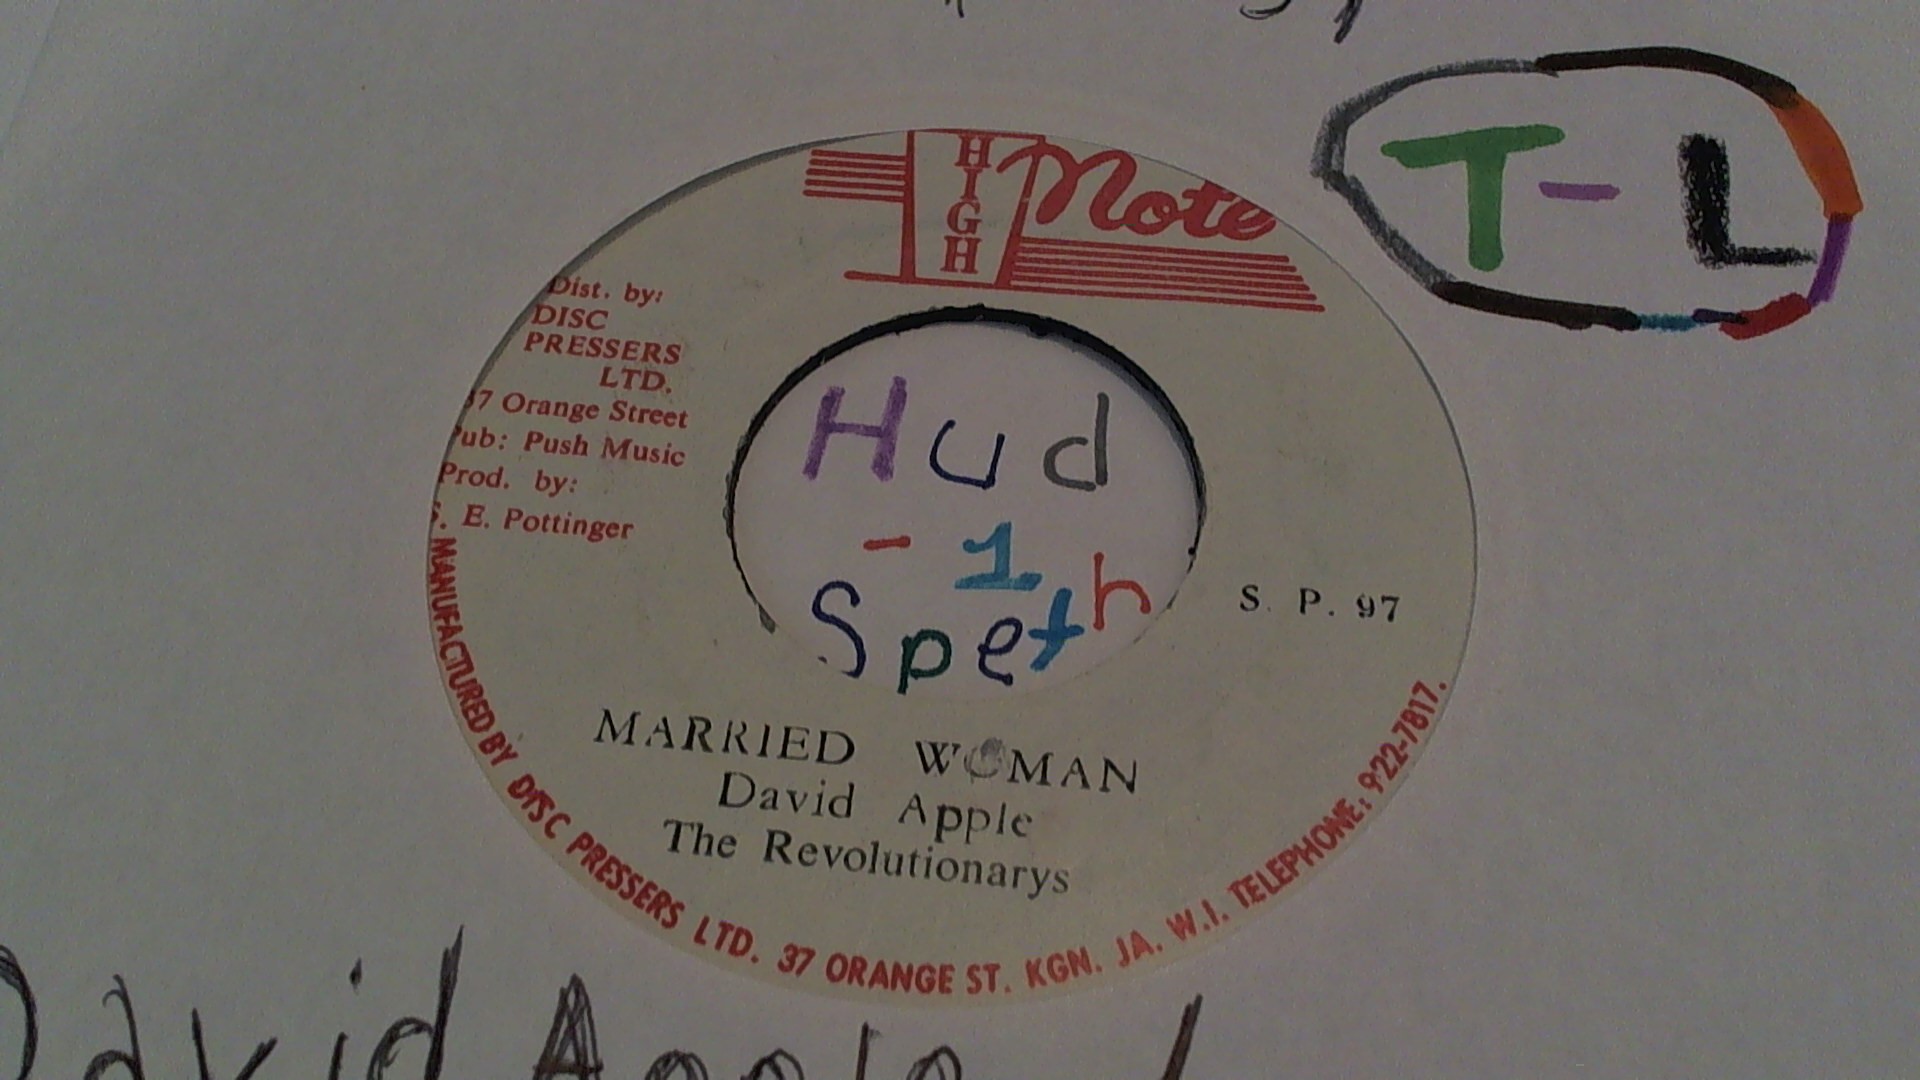 T - L
HIGH Note
Dist. by:
DISC
PRESSERS
LTD.
37 Orange Street
Pub: Push Music
Prod. by:
S. E. Pottinger
Hud
- 1
Speth
S. P. 97
MARRIED WOMAN
David Apple
The Revolutionarys
MANUFACTURED BY DISC PRESSERS LTD. 37 ORANGE ST. KGN. JA. W.I. TELEPHONE: 922-7817.
David Apple /